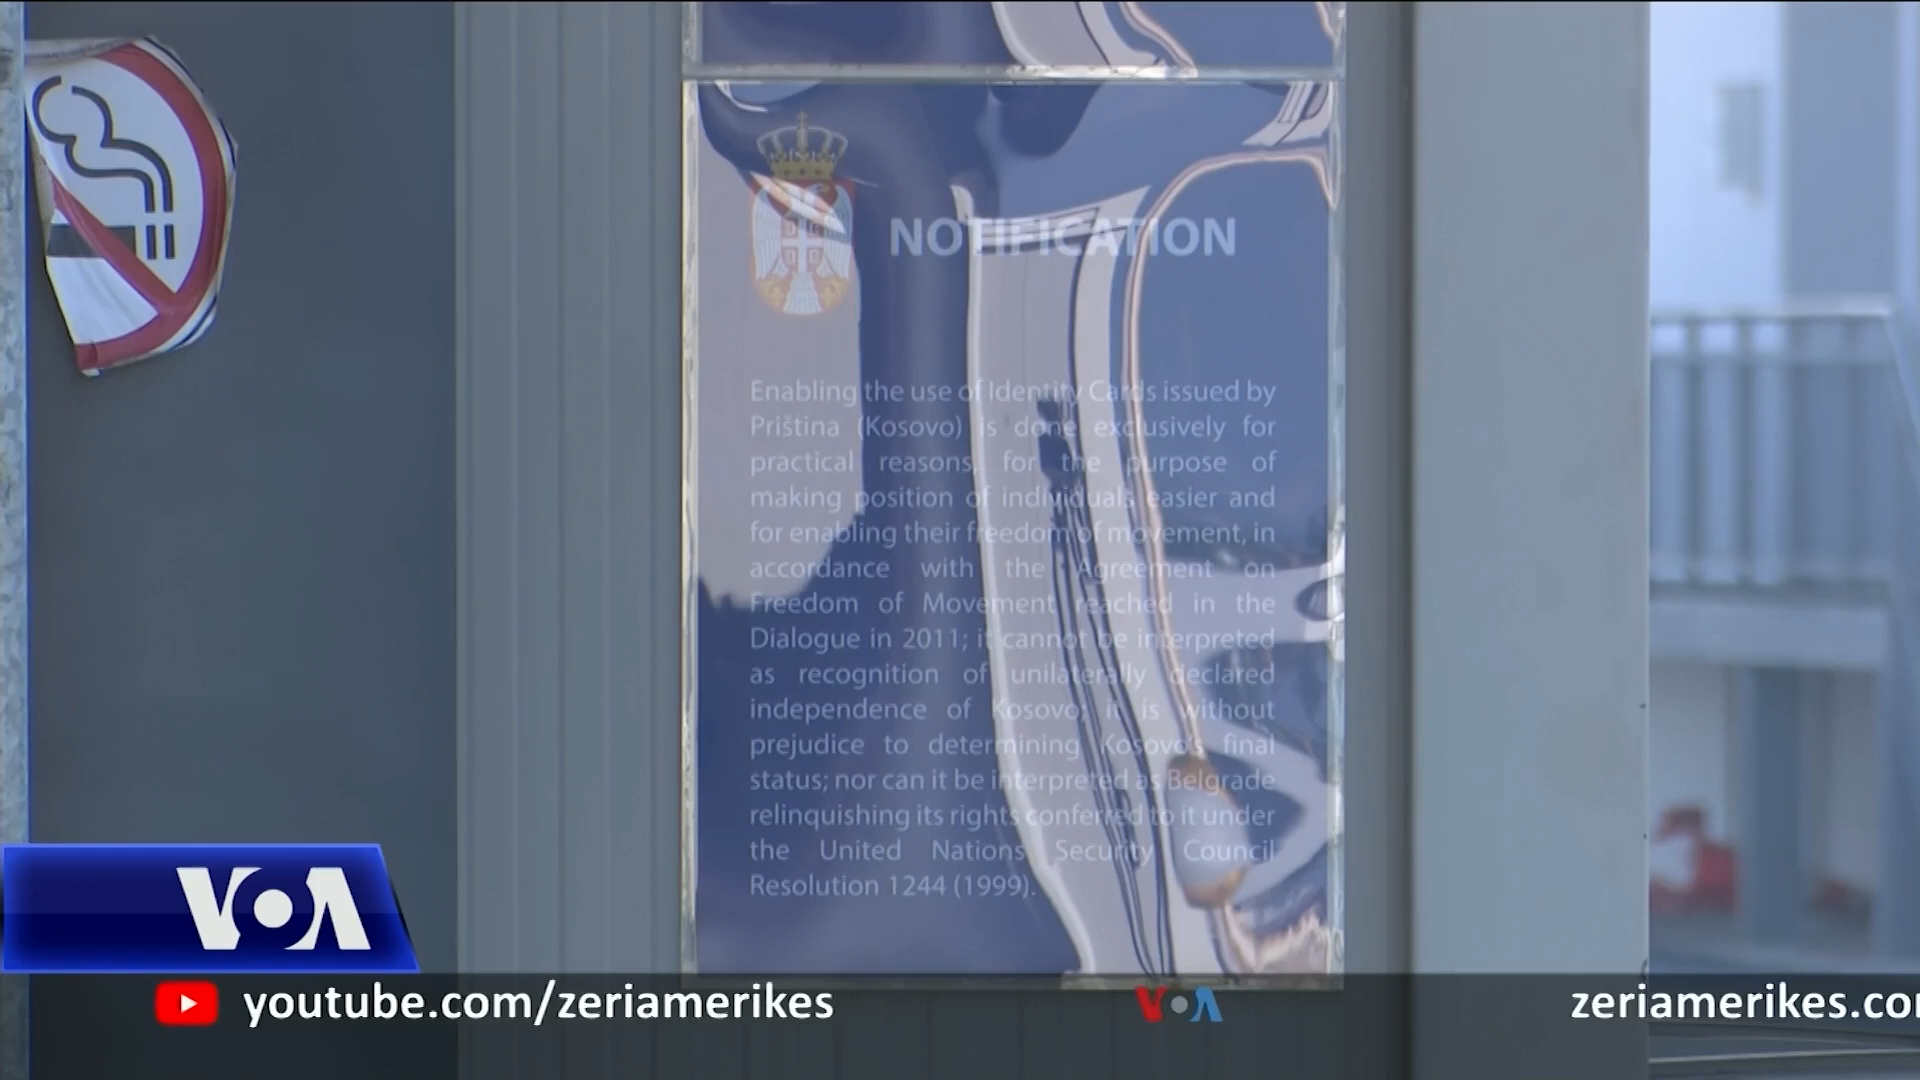 NOTIFICATION
Enabling the use of Identity Cards issued by
Priština (Kosovo) is done exclusively for
practical reasons, for the purpose of
making position of individuals easier and
for enabling their freedom of movement, in
accordance with the Agreement on
Freedom of Movement reached in the
Dialogue in 2011; it cannot be interpreted
as recognition of unilaterally declared
independence of Kosovo; it is without
prejudice to determining Kosovo's final
status; nor can it be interpreted as Belgrade
relinquishing its rights conferred to it under
the United Nations Security Council
Resolution 1244 (1999).
VOA
youtube.com/zeriamerikes
VOA
zeriamerikes.co